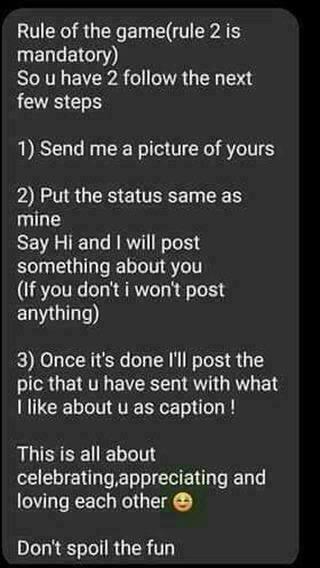 Rule of the game(rule 2 is
mandatory)
So u have 2 follow the next
few steps
1) Send me a picture of yours
2) Put the status same as
mine
Say Hi and I will post
something about you
(If you don't i won't post
anything)
3) Once it's done I'll post the
pic that u have sent with what
I like about u as caption !
This is all about
celebrating,appreciating and
loving each other 😊
Don't spoil the fun